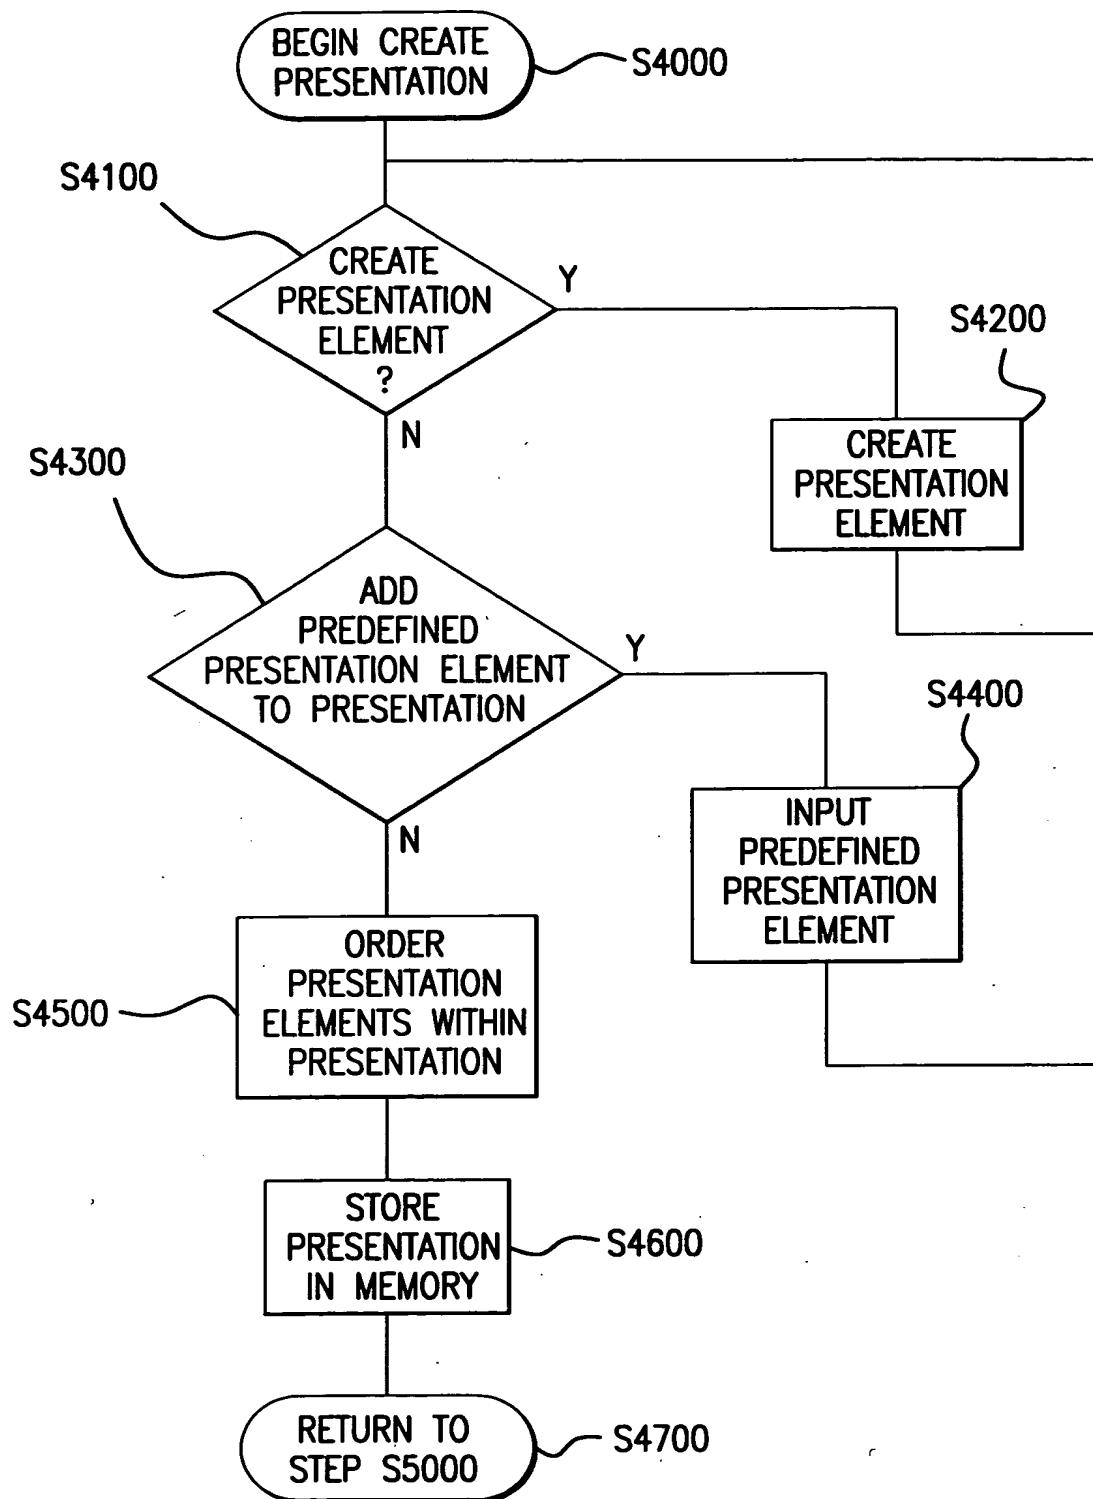 BEGIN CREATE
PRESENTATION
S4000
S4100
CREATE
PRESENTATION
ELEMENT
?
Y
N
S4200
CREATE
PRESENTATION
ELEMENT
S4300
ADD
PREDEFINED
PRESENTATION ELEMENT
TO PRESENTATION
Y
N
S4400
INPUT
PREDEFINED
PRESENTATION
ELEMENT
ORDER
PRESENTATION
ELEMENTS WITHIN
PRESENTATION
S4500
STORE
PRESENTATION
IN MEMORY
S4600
RETURN TO
STEP S5000
S4700